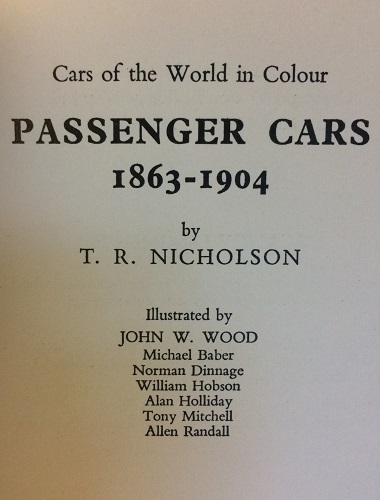 Cars of the World in Colour
PASSENGER CARS
1863-1904
by
T. R. NICHOLSON
Illustrated by
JOHN W. WOOD
Michael Baber
Norman Dinnage
William Hobson
Alan Holliday
Tony Mitchell
Allen Randall